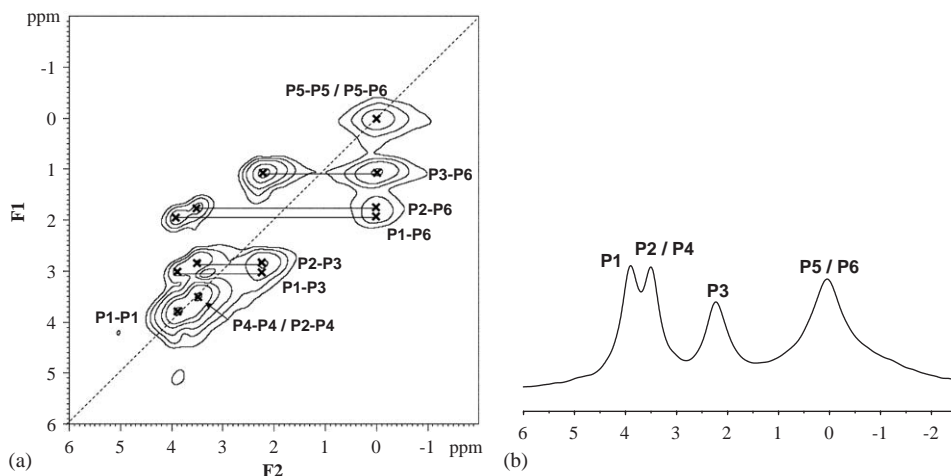 ppm
-1
0
1
2
3
4
5
6
F1
P5-P5 / P5-P6
P3-P6
P2-P6
P1-P6
P2-P3
P1-P3
P1-P1
P4-P4 / P2-P4
6 5 4 3 2 1 0 -1 ppm
F2
(a)
P1
P2 / P4
P3
P5 / P6
6 5 4 3 2 1 0 -1 -2
(b)